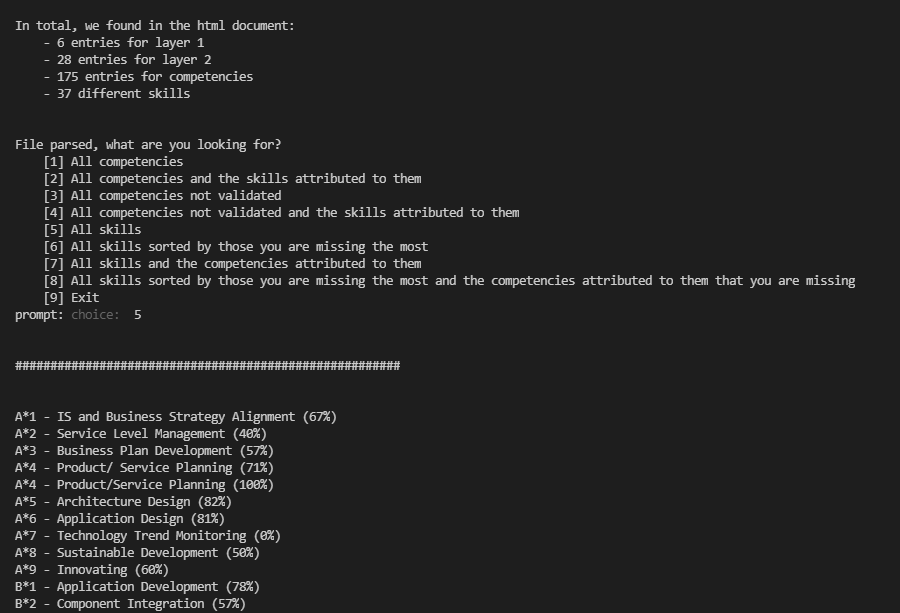 In total, we found in the html document:
- 6 entries for layer 1
- 28 entries for layer 2
- 175 entries for competencies
- 37 different skills
File parsed, what are you looking for?
[1] All competencies
[2] All competencies and the skills attributed to them
[3] All competencies not validated
[4] All competencies not validated and the skills attributed to them
[5] All skills
[6] All skills sorted by those you are missing the most
[7] All skills and the competencies attributed to them
[8] All skills sorted by those you are missing the most and the competencies attributed to them that you are missing
[9] Exit
prompt: choice:  5
#######################################################
A*1 - IS and Business Strategy Alignment (67%)
A*2 - Service Level Management (40%)
A*3 - Business Plan Development (57%)
A*4 - Product/ Service Planning (71%)
A*4 - Product/Service Planning (100%)
A*5 - Architecture Design (82%)
A*6 - Application Design (81%)
A*7 - Technology Trend Monitoring (0%)
A*8 - Sustainable Development (50%)
A*9 - Innovating (60%)
B*1 - Application Development (78%)
B*2 - Component Integration (57%)